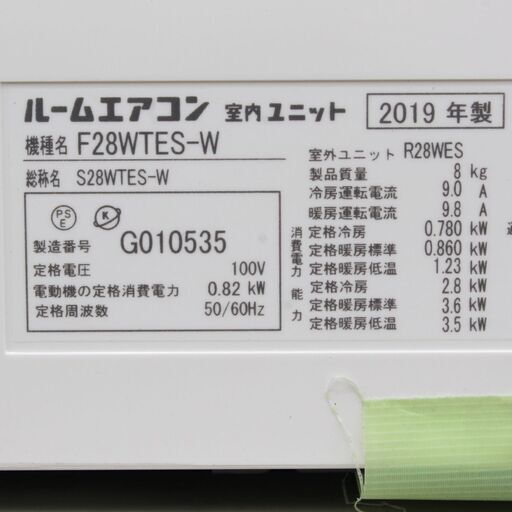 ルームエアコン 室内ユニット 2019 年製
機種名 F28WTES-W
総称名 S28WTES-W
PS
E
K
製造番号 G010535
定格電圧 100V
電動機の定格消費電力 0.82 kW
定格周波数 50/60Hz
室外ユニット R28WES
製品質量 8 kg
冷房運転電流 9.0 A
暖房運転電流 9.8 A
消費電力
定格冷房 0.780 kW
定格暖房標準 0.860 kW
定格暖房低温 1.23 kW
能力
定格冷房 2.8 kW
定格暖房標準 3.6 kW
定格暖房低温 3.5 kW